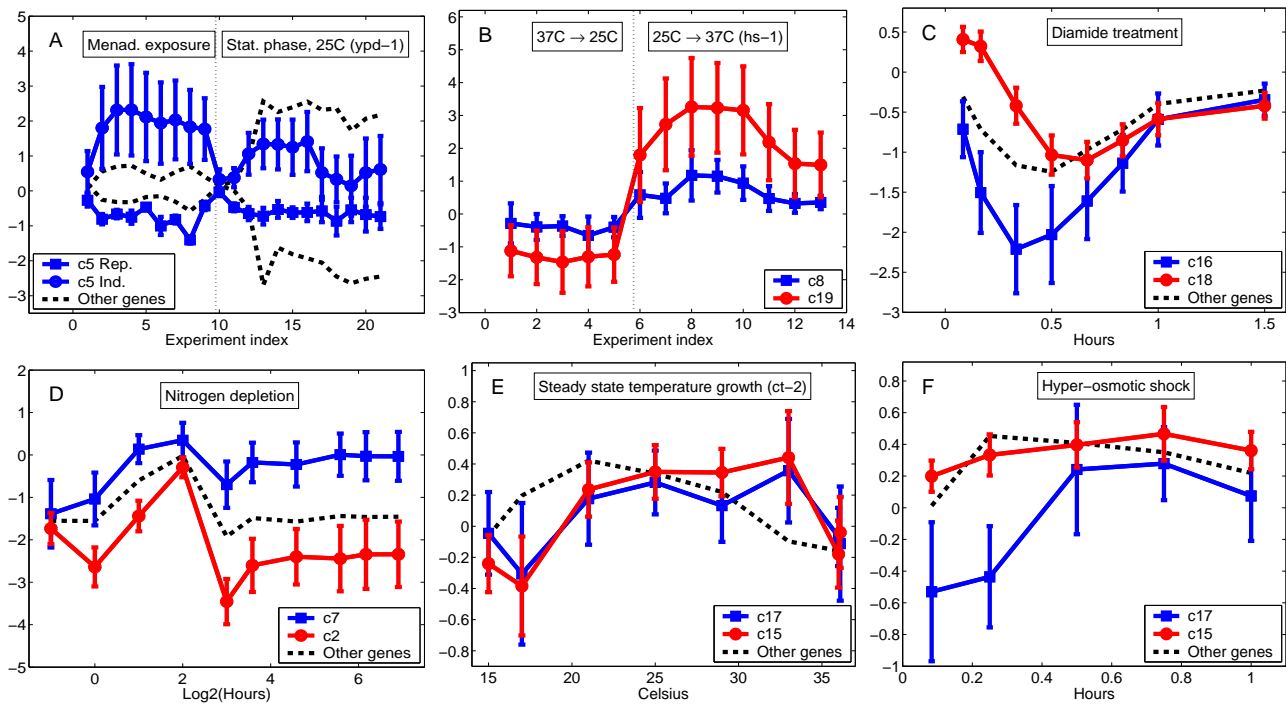 A
Menad. exposure
Stat. phase, 25C (ypd−1)
5
4
3
2
1
0
−1
−2
−3
c5 Rep.
c5 Ind.
Other genes
0 5 10 15 20
Experiment index
B
37C → 25C
25C → 37C (hs−1)
6
5
4
3
2
1
0
−1
−2
−3
c8
c19
0 2 4 6 8 10 12 14
Experiment index
C
Diamide treatment
0.5
0
−0.5
−1
−1.5
−2
−2.5
−3
c16
c18
Other genes
0 0.5 1 1.5
Hours
D
Nitrogen depletion
2
1
0
−1
−2
−3
−4
−5
c7
c2
Other genes
0 2 4 6
Log2(Hours)
E
Steady state temperature growth (ct−2)
1
0.8
0.6
0.4
0.2
0
−0.2
−0.4
−0.6
−0.8
c17
c15
Other genes
15 20 25 30 35
Celsius
F
Hyper−osmotic shock
1
0.8
0.6
0.4
0.2
0
−0.2
−0.4
−0.6
−0.8
−1
c17
c15
Other genes
0 0.2 0.4 0.6 0.8 1
Hours